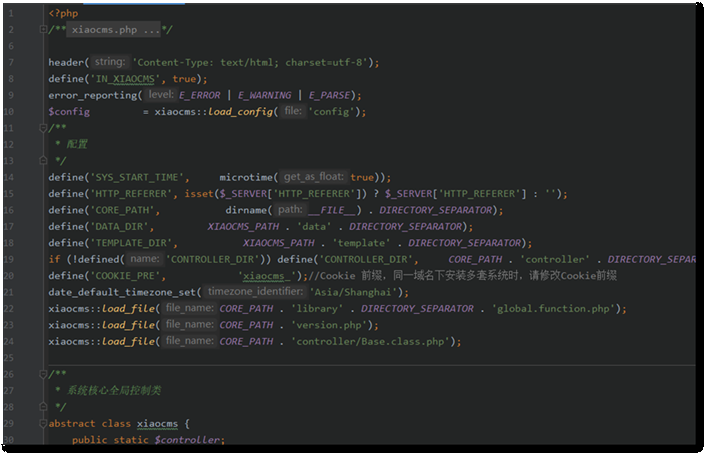 1 <?php
2 /** xiaocms.php ...*/
6
7 header( string: 'Content-Type: text/html; charset=utf-8');
8 define('IN_XIAOCMS', true);
9 error_reporting( level: E_ERROR | E_WARNING | E_PARSE);
10 $config = xiaocms::load_config( file: 'config');
11 /**
12 * 配置
13 */
14 define('SYS_START_TIME', microtime( get_as_float: true));
15 define('HTTP_REFERER', isset($_SERVER['HTTP_REFERER']) ? $_SERVER['HTTP_REFERER'] : '');
16 define('CORE_PATH', dirname( path: __FILE__) . DIRECTORY_SEPARATOR);
17 define('DATA_DIR', XIAOCMS_PATH . 'data' . DIRECTORY_SEPARATOR);
18 define('TEMPLATE_DIR', XIAOCMS_PATH . 'template' . DIRECTORY_SEPARATOR);
19 if (!defined( name: 'CONTROLLER_DIR')) define('CONTROLLER_DIR', CORE_PATH . 'controller' . DIRECTORY_SEPAR
20 define('COOKIE_PRE', 'xiaocms_');//Cookie 前缀，同一域名下安装多套系统时，请修改Cookie前缀
21 date_default_timezone_set( timezone_identifier: 'Asia/Shanghai');
22 xiaocms::load_file( file_name: CORE_PATH . 'library' . DIRECTORY_SEPARATOR . 'global.function.php');
23 xiaocms::load_file( file_name: CORE_PATH . 'version.php');
24 xiaocms::load_file( file_name: CORE_PATH . 'controller/Base.class.php');
25
26 /**
27 * 系统核心全局控制类
28 */
29 abstract class xiaocms {
30 public static $controller;